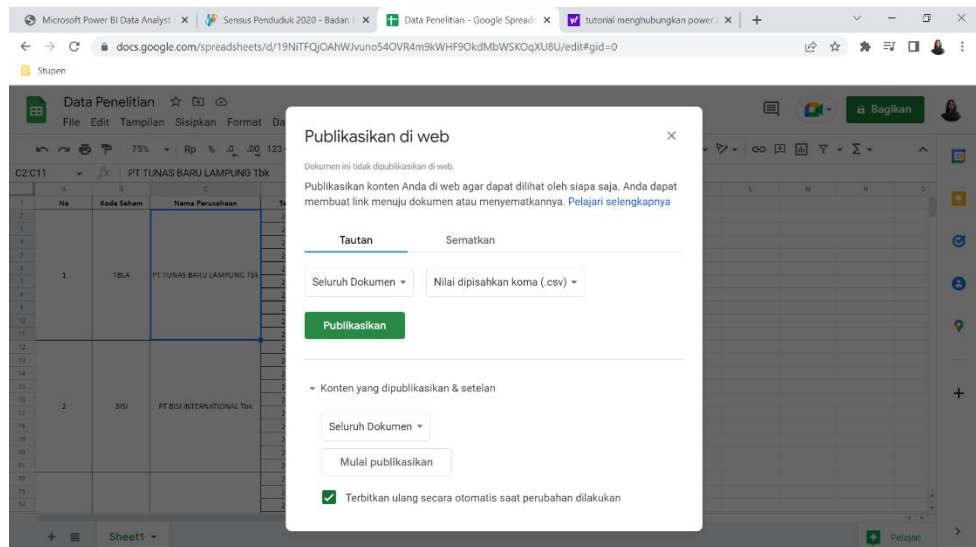 Microsoft Power BI Data Analyst
Sensus Penduduk 2020 - Badan
Data Penelitian - Google Spreads
tutorial menghubungkan power
docs.google.com/spreadsheets/d/19NiTFQjOAhWJvuno54OVR4m9kWHF9OkdMbWSKOqXU8U/edit#gid=0
Stupen
Data Penelitian
File Edit Tampilan Sisipkan Format Da
Bagikan
75% Rp % .0 .00 123
C2:C11 fx PT TUNAS BARU LAMPUNG Tbk
No Kode Saham Nama Perusahaan
1 TBLA PT TUNAS BARU LAMPUNG Tbk
2 BISI PT BISI INTERNATIONAL Tbk
Publikasikan di web
Dokumen ini tidak dipublikasikan di web.
Publikasikan konten Anda di web agar dapat dilihat oleh siapa saja. Anda dapat
membuat link menuju dokumen atau menyematkannya. Pelajari selengkapnya
Tautan Sematkan
Seluruh Dokumen Nilai dipisahkan koma (.csv)
Publikasikan
Konten yang dipublikasikan & setelan
Seluruh Dokumen
Mulai publikasikan
Terbitkan ulang secara otomatis saat perubahan dilakukan
Sheet1
Pelajari